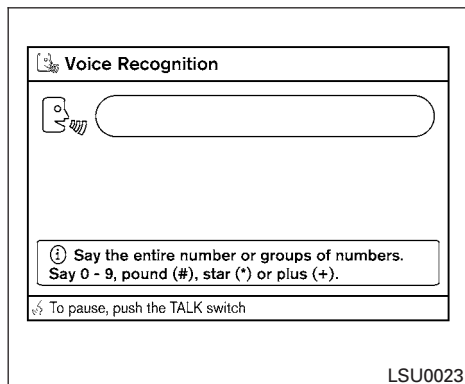 Voice Recognition
ⓘ Say the entire number or groups of numbers.
Say 0 - 9, pound (#), star (*) or plus (+).
To pause, push the TALK switch
LSU0023